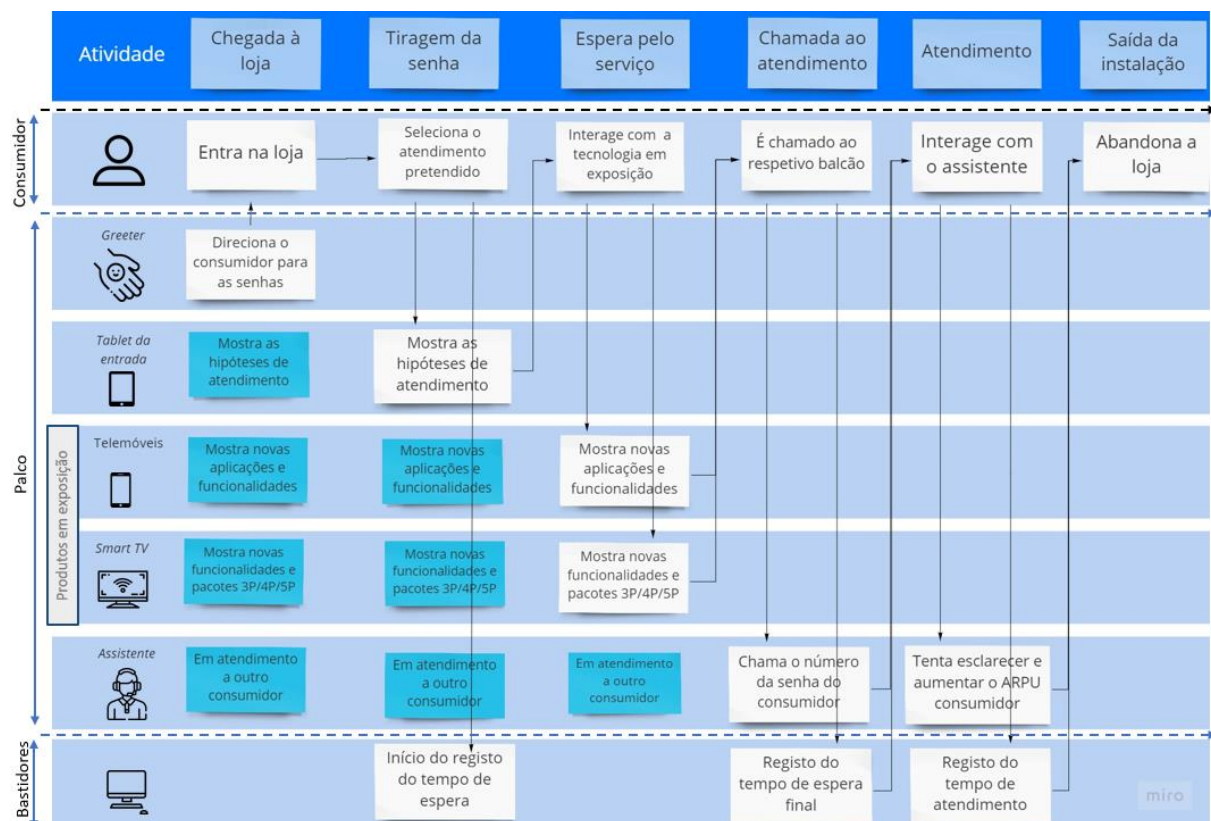 Atividade
Chegada à
loja
Tiragem da
senha
Espera pelo
serviço
Chamada ao
atendimento
Atendimento
Saída da
instalação
Consumidor
Entra na loja
Seleciona o
atendimento
pretendido
Interage com a
tecnologia em
exposição
É chamado ao
respetivo balcão
Interage com
o assistente
Abandona a
loja
Palco
Greeter
Direciona o
consumidor para
as senhas
Tablet da
entrada
Mostra as
hipóteses de
atendimento
Mostra as
hipóteses de
atendimento
Produtos em exposição
Telemóveis
Mostra novas
aplicações e
funcionalidades
Mostra novas
aplicações e
funcionalidades
Mostra novas
aplicações e
funcionalidades
Smart TV
Mostra novas
funcionalidades e
pacotes 3P/4P/5P
Mostra novas
funcionalidades e
pacotes 3P/4P/5P
Mostra novas
funcionalidades e
pacotes 3P/4P/5P
Assistente
Em atendimento
a outro
consumidor
Em atendimento
a outro
consumidor
Em atendimento
a outro
consumidor
Chama o número
da senha do
consumidor
Tenta esclarecer e
aumentar o ARPU
consumidor
Bastidores
Início do registo
do tempo de
espera
Registo do
tempo de espera
final
Registo do
tempo de
atendimento
miro